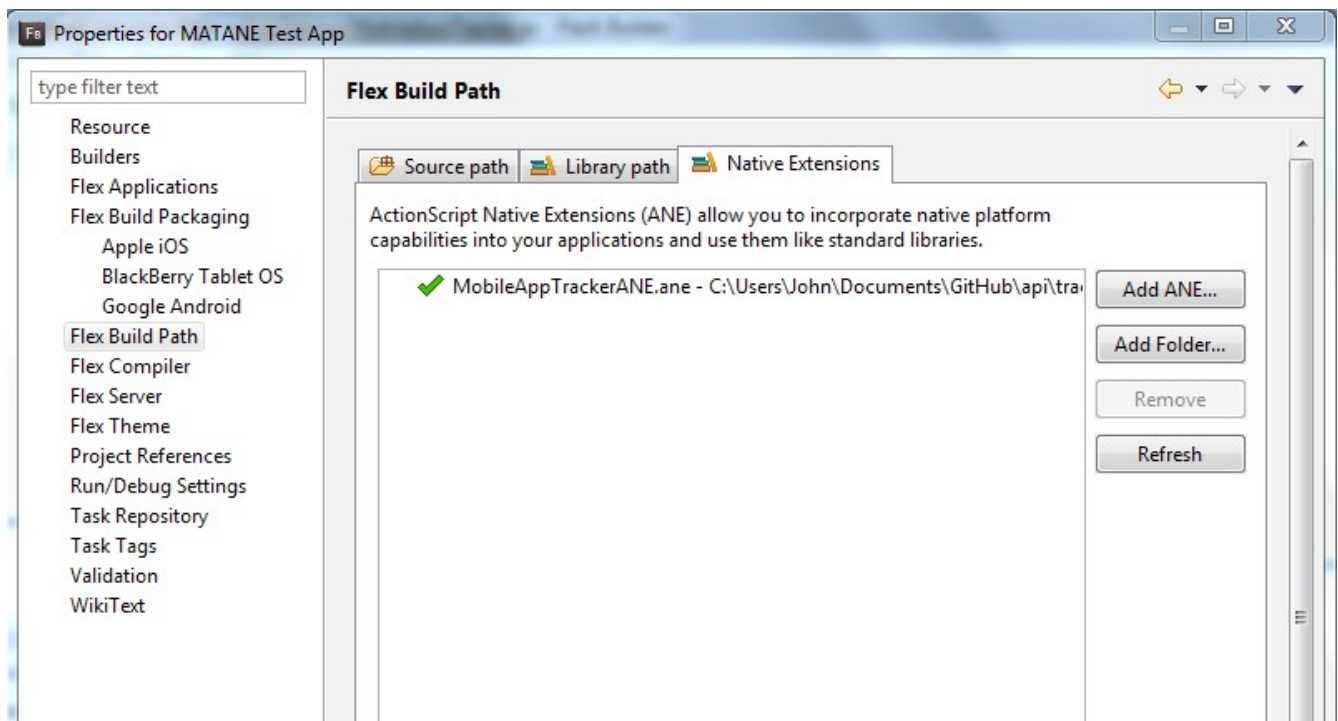 FB Properties for MATANE Test App
type filter text
Resource
Builders
Flex Applications
Flex Build Packaging
Apple iOS
BlackBerry Tablet OS
Google Android
Flex Build Path
Flex Compiler
Flex Server
Flex Theme
Project References
Run/Debug Settings
Task Repository
Task Tags
Validation
WikiText
Flex Build Path
Source path
Library path
Native Extensions
ActionScript Native Extensions (ANE) allow you to incorporate native platform
capabilities into your applications and use them like standard libraries.
MobileAppTrackerANE.ane - C:\Users\John\Documents\GitHub\api\tra
Add ANE...
Add Folder...
Remove
Refresh